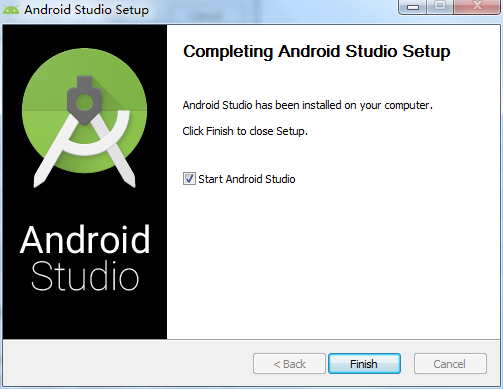 Android Studio Setup
Completing Android Studio Setup
Android Studio has been installed on your computer.
Click Finish to close Setup.
Start Android Studio
Android
Studio
< Back
Finish
Cancel